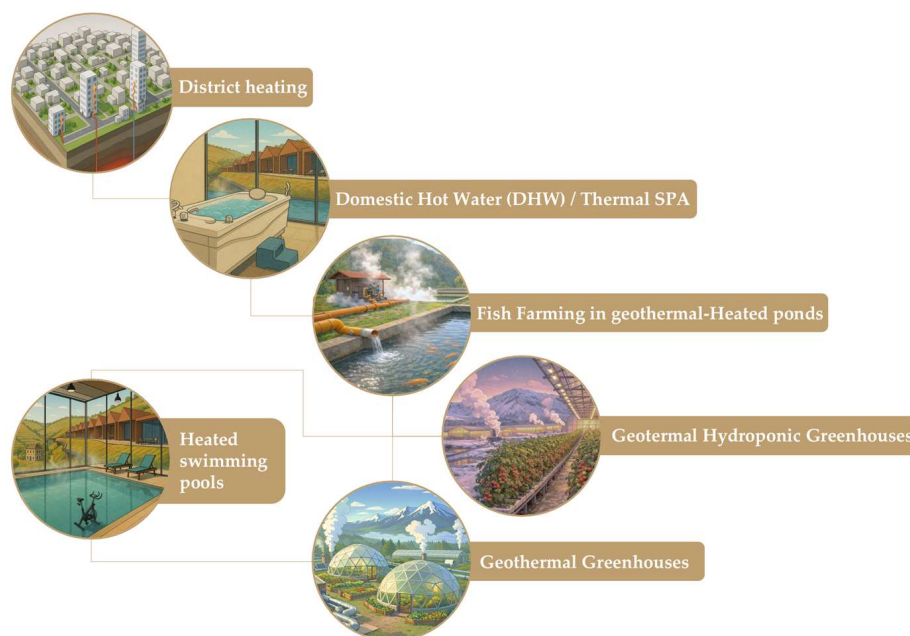 District heating
Domestic Hot Water (DHW) / Thermal SPA
Fish Farming in geothermal-Heated ponds
Geotermal Hydroponic Greenhouses
Heated
swimming
pools
Geothermal Greenhouses